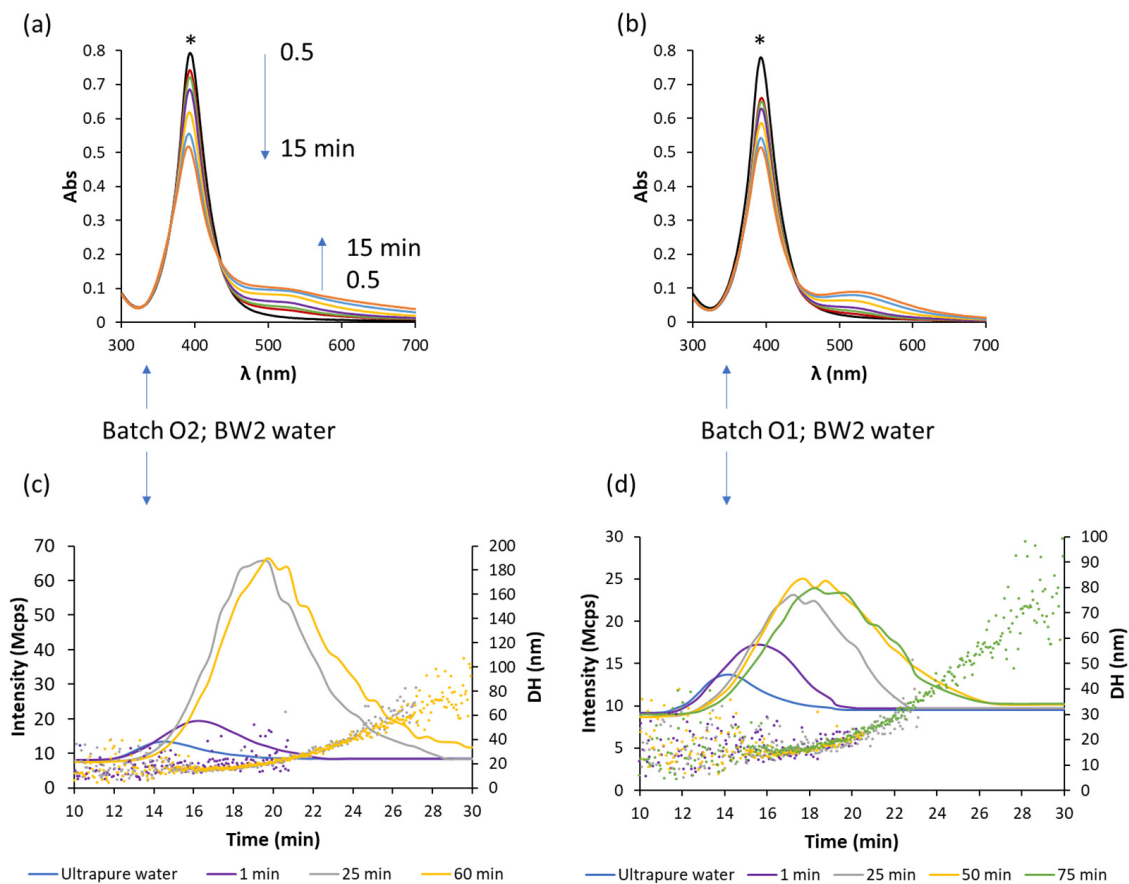 (a)
*
0.5
15 min
15 min
0.5
0.8
0.7
0.6
0.5
0.4
0.3
0.2
0.1
0
Abs
300 400 500 600 700
λ (nm)
(b)
*
0.8
0.7
0.6
0.5
0.4
0.3
0.2
0.1
0
Abs
300 400 500 600 700
λ (nm)
Batch O2; BW2 water
Batch O1; BW2 water
(c)
70
60
50
40
30
20
10
0
Intensity (Mcps)
200
180
160
140
120
100
80
60
40
20
0
DH (nm)
10 12 14 16 18 20 22 24 26 28 30
Time (min)
Ultrapure water 1 min 25 min 60 min
(d)
30
25
20
15
10
5
0
Intensity (Mcps)
100
90
80
70
60
50
40
30
20
10
0
DH (nm)
10 12 14 16 18 20 22 24 26 28 30
Time (min)
Ultrapure water 1 min 25 min 50 min 75 min